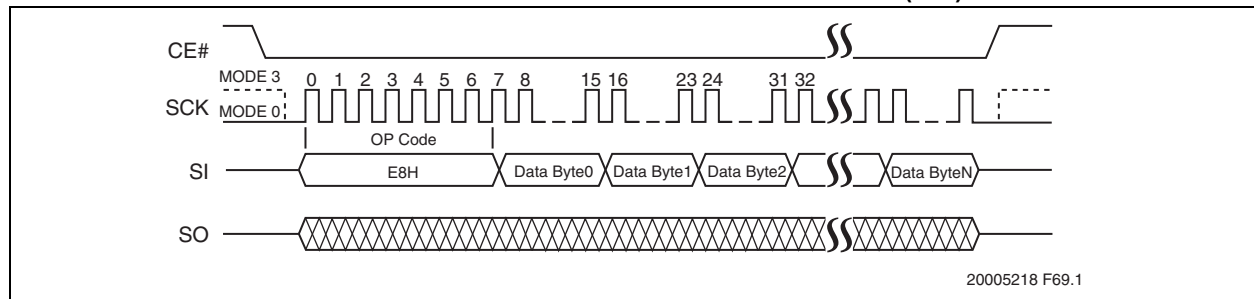 CE#
MODE 3 0 1 2 3 4 5 6 7 8 15 16 23 24 31 32
SCK MODE 0
OP Code
SI E8H Data Byte0 Data Byte1 Data Byte2 Data ByteN
SO
20005218 F69.1